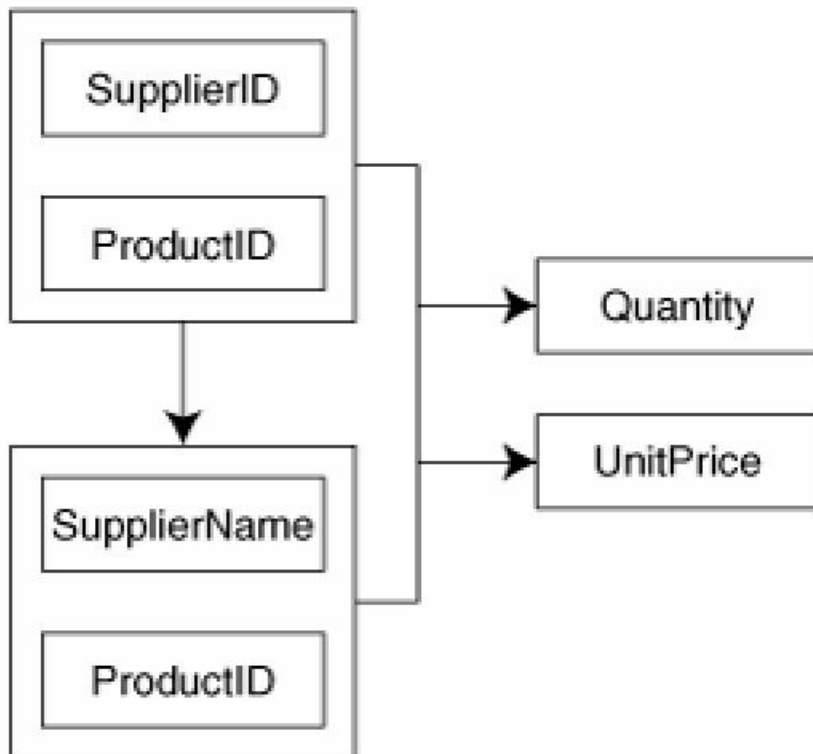 SupplierID
ProductID
Quantity
UnitPrice
SupplierName
ProductID